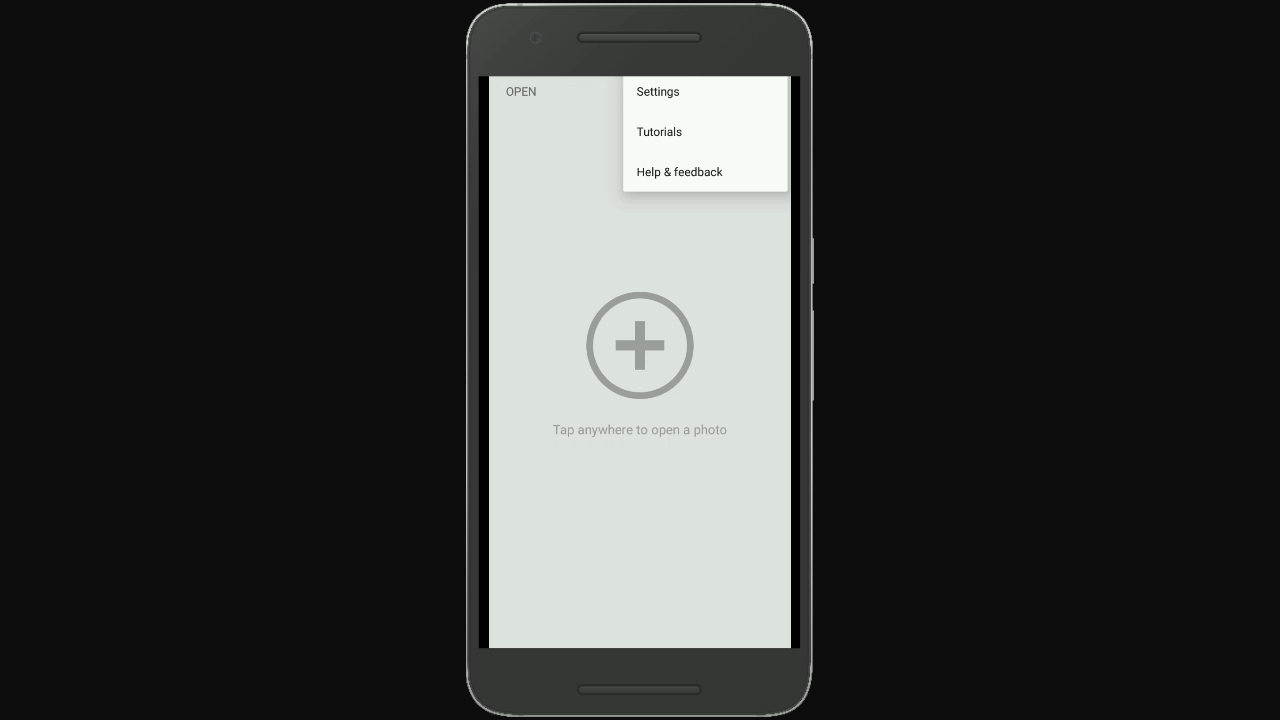 OPEN
Settings
Tutorials
Help & feedback
Tap anywhere to open a photo